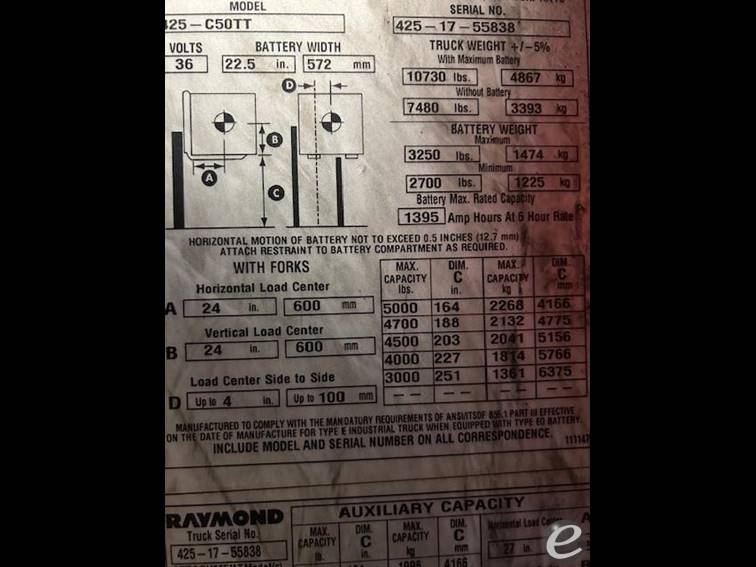 MODEL
425-C50TT
SERIAL NO.
425-17-55838
VOLTS
36
BATTERY WIDTH
22.5 in. 572 mm
TRUCK WEIGHT +/-5%
With Maximum Battery
10730 lbs. 4867 kg
Without Battery
7480 lbs. 3393 kg
BATTERY WEIGHT
Maximum
3250 lbs. 1474 kg
Minimum
2700 lbs. 1225 kg
Battery Max. Rated Capacity
1395 Amp Hours At 6 Hour Rate
D
B
A
C
HORIZONTAL MOTION OF BATTERY NOT TO EXCEED 0.5 INCHES (12.7 mm)
ATTACH RESTRAINT TO BATTERY COMPARTMENT AS REQUIRED.
WITH FORKS
Horizontal Load Center
A 24 in. 600 mm
Vertical Load Center
B 24 in. 600 mm
Load Center Side to Side
D Up to 4 in. Up to 100 mm
MAX. CAPACITY lbs. DIM. C in. MAX. CAPACITY kg DIM. C mm
5000 164 2268 4166
4700 188 2132 4775
4500 203 2041 5156
4000 227 1814 5766
3000 251 1361 6375
-- -- -- --
MANUFACTURED TO COMPLY WITH THE MANDATORY REQUIREMENTS OF ANSI/ITSDF B56.1 PART III EFFECTIVE
ON THE DATE OF MANUFACTURE FOR TYPE E INDUSTRIAL TRUCK WHEN EQUIPPED WITH TYPE EO BATTERY.
INCLUDE MODEL AND SERIAL NUMBER ON ALL CORRESPONDENCE.
RAYMOND
Truck Serial No.
425-17-55838
AUXILIARY CAPACITY
MAX. CAPACITY lb. DIM. C in. MAX. CAPACITY kg DIM. C mm
Horizontal Load
27 in.
4166
e